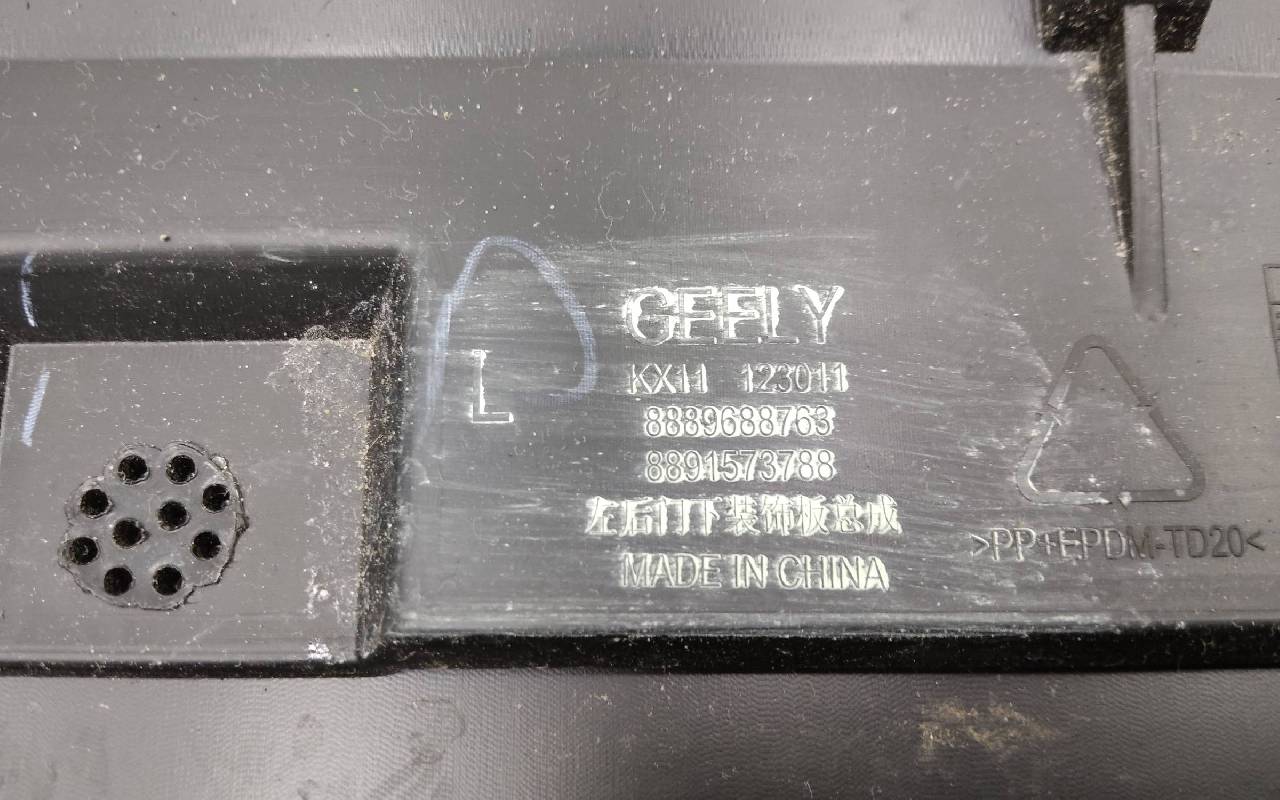 GEELY
L
KX11 123011
8889688763
8891573788
左后门下装饰板总成
MADE IN CHINA
>PP+EPDM-TD20<